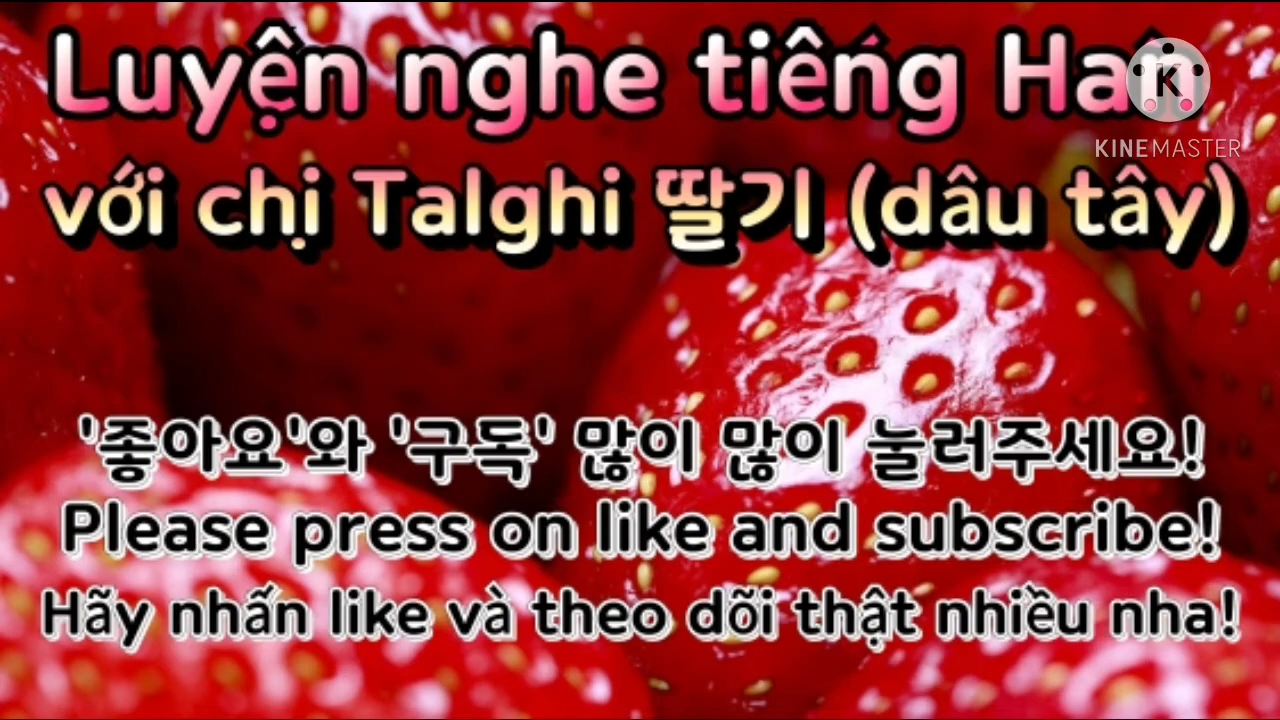 Luyện nghe tiếng
KINEMASTER
với chị Talghi 딸기 (dâu tây)
'좋아요'와 '구독' 많이 많이 눌러주세요!
Please press on like and subscribe!
Hãy nhấn like và theo dõi thật nhiều nha!